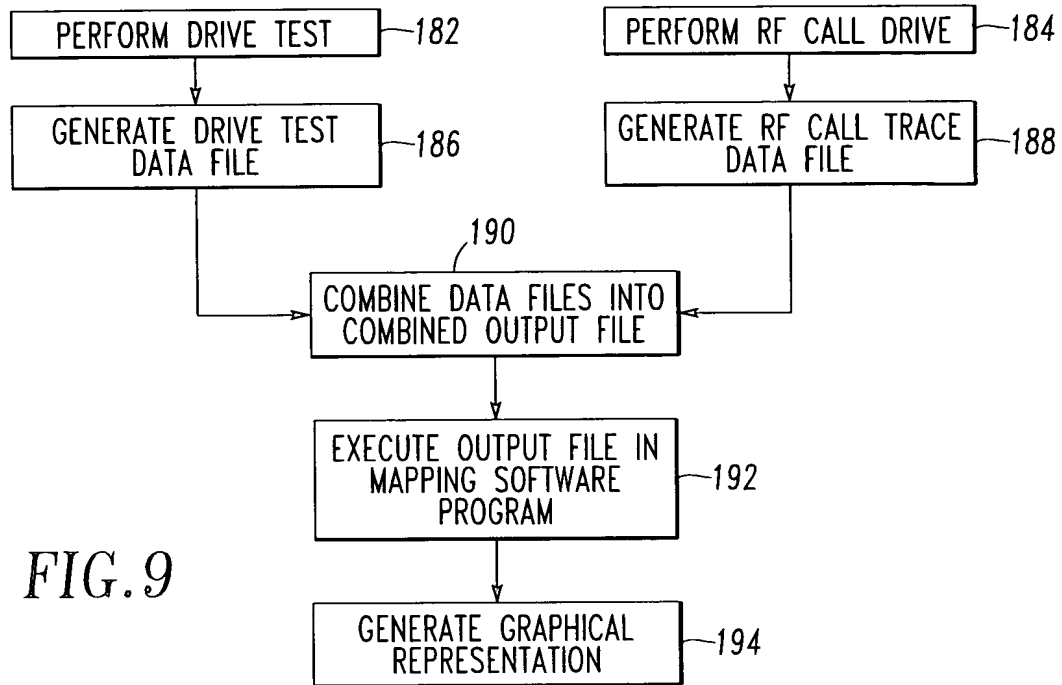 PERFORM DRIVE TEST
182
PERFORM RF CALL DRIVE
184
GENERATE DRIVE TEST
DATA FILE
186
GENERATE RF CALL TRACE
DATA FILE
188
190
COMBINE DATA FILES INTO
COMBINED OUTPUT FILE
EXECUTE OUTPUT FILE IN
MAPPING SOFTWARE
PROGRAM
192
FIG.9
GENERATE GRAPHICAL
REPRESENTATION
194